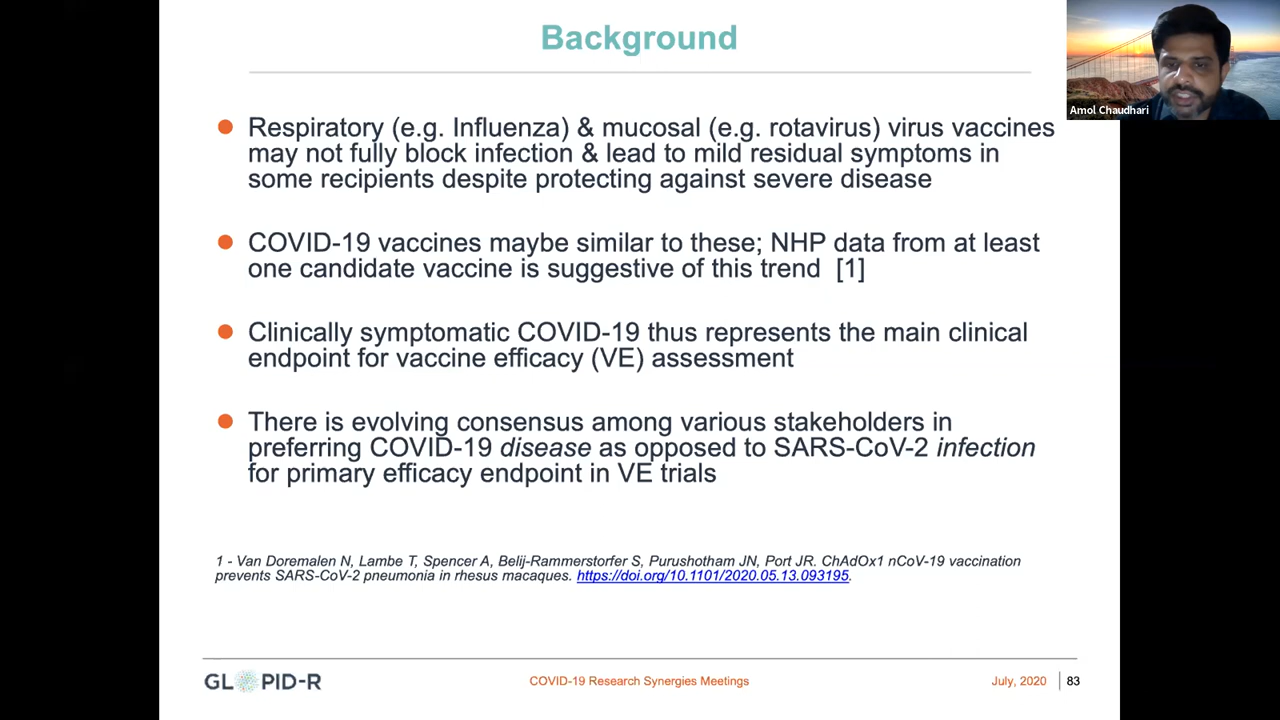 Background
Amol Chaudhari
Respiratory (e.g. Influenza) & mucosal (e.g. rotavirus) virus vaccines
may not fully block infection & lead to mild residual symptoms in
some recipients despite protecting against severe disease
COVID-19 vaccines maybe similar to these; NHP data from at least
one candidate vaccine is suggestive of this trend [1]
Clinically symptomatic COVID-19 thus represents the main clinical
endpoint for vaccine efficacy (VE) assessment
There is evolving consensus among various stakeholders in
preferring COVID-19 disease as opposed to SARS-CoV-2 infection
for primary efficacy endpoint in VE trials
1 - Van Doremalen N, Lambe T, Spencer A, Belij-Rammerstorfer S, Purushotham JN, Port JR. ChAdOx1 nCoV-19 vaccination
prevents SARS-CoV-2 pneumonia in rhesus macaques. https://doi.org/10.1101/2020.05.13.093195.
GLOPID-R COVID-19 Research Synergies Meetings July, 2020 83